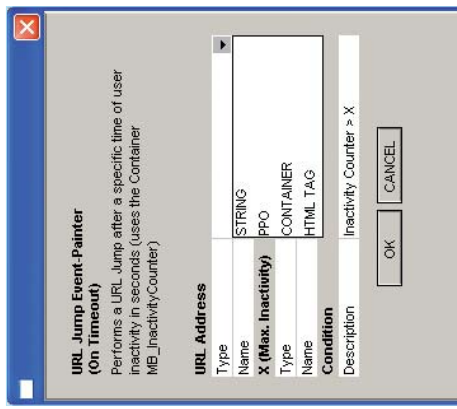 URL Jump Event-Painter
(On Timeout)
Performs a URL Jump after a specific time of user
inactivity in seconds (uses the Container
MB_InactivityCounter)
URL Address
Type
Name
STRING
X (Max. Inactivity)
PPO
Type
CONTAINER
Name
HTML TAG
Condition
Description
Inactivity Counter > X
OK
CANCEL